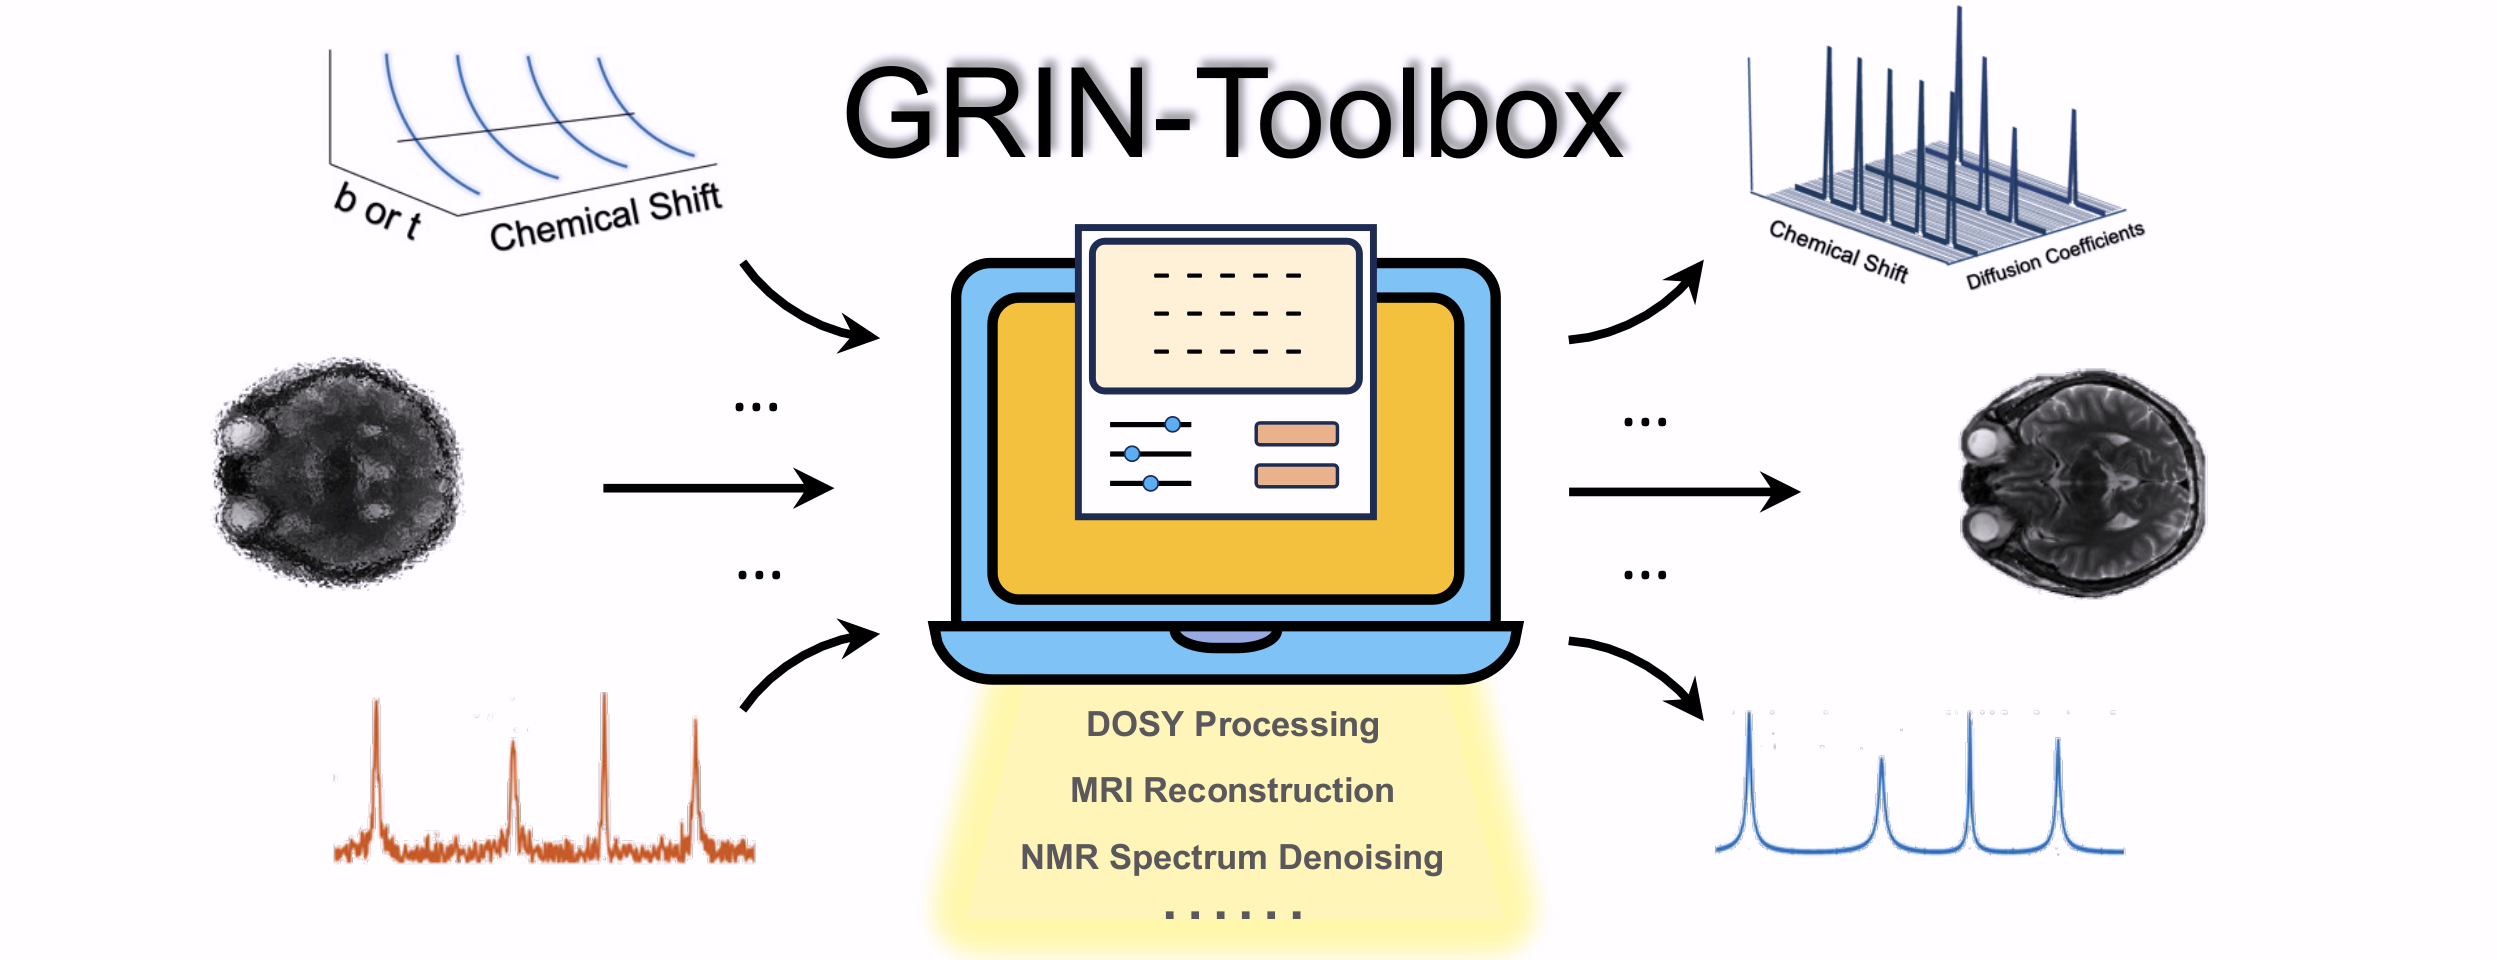 GRIN-Toolbox
b or t
Chemical Shift
Chemical Shift
Diffusion Coefficients
...
...
...
...
DOSY Processing
MRI Reconstruction
NMR Spectrum Denoising
......